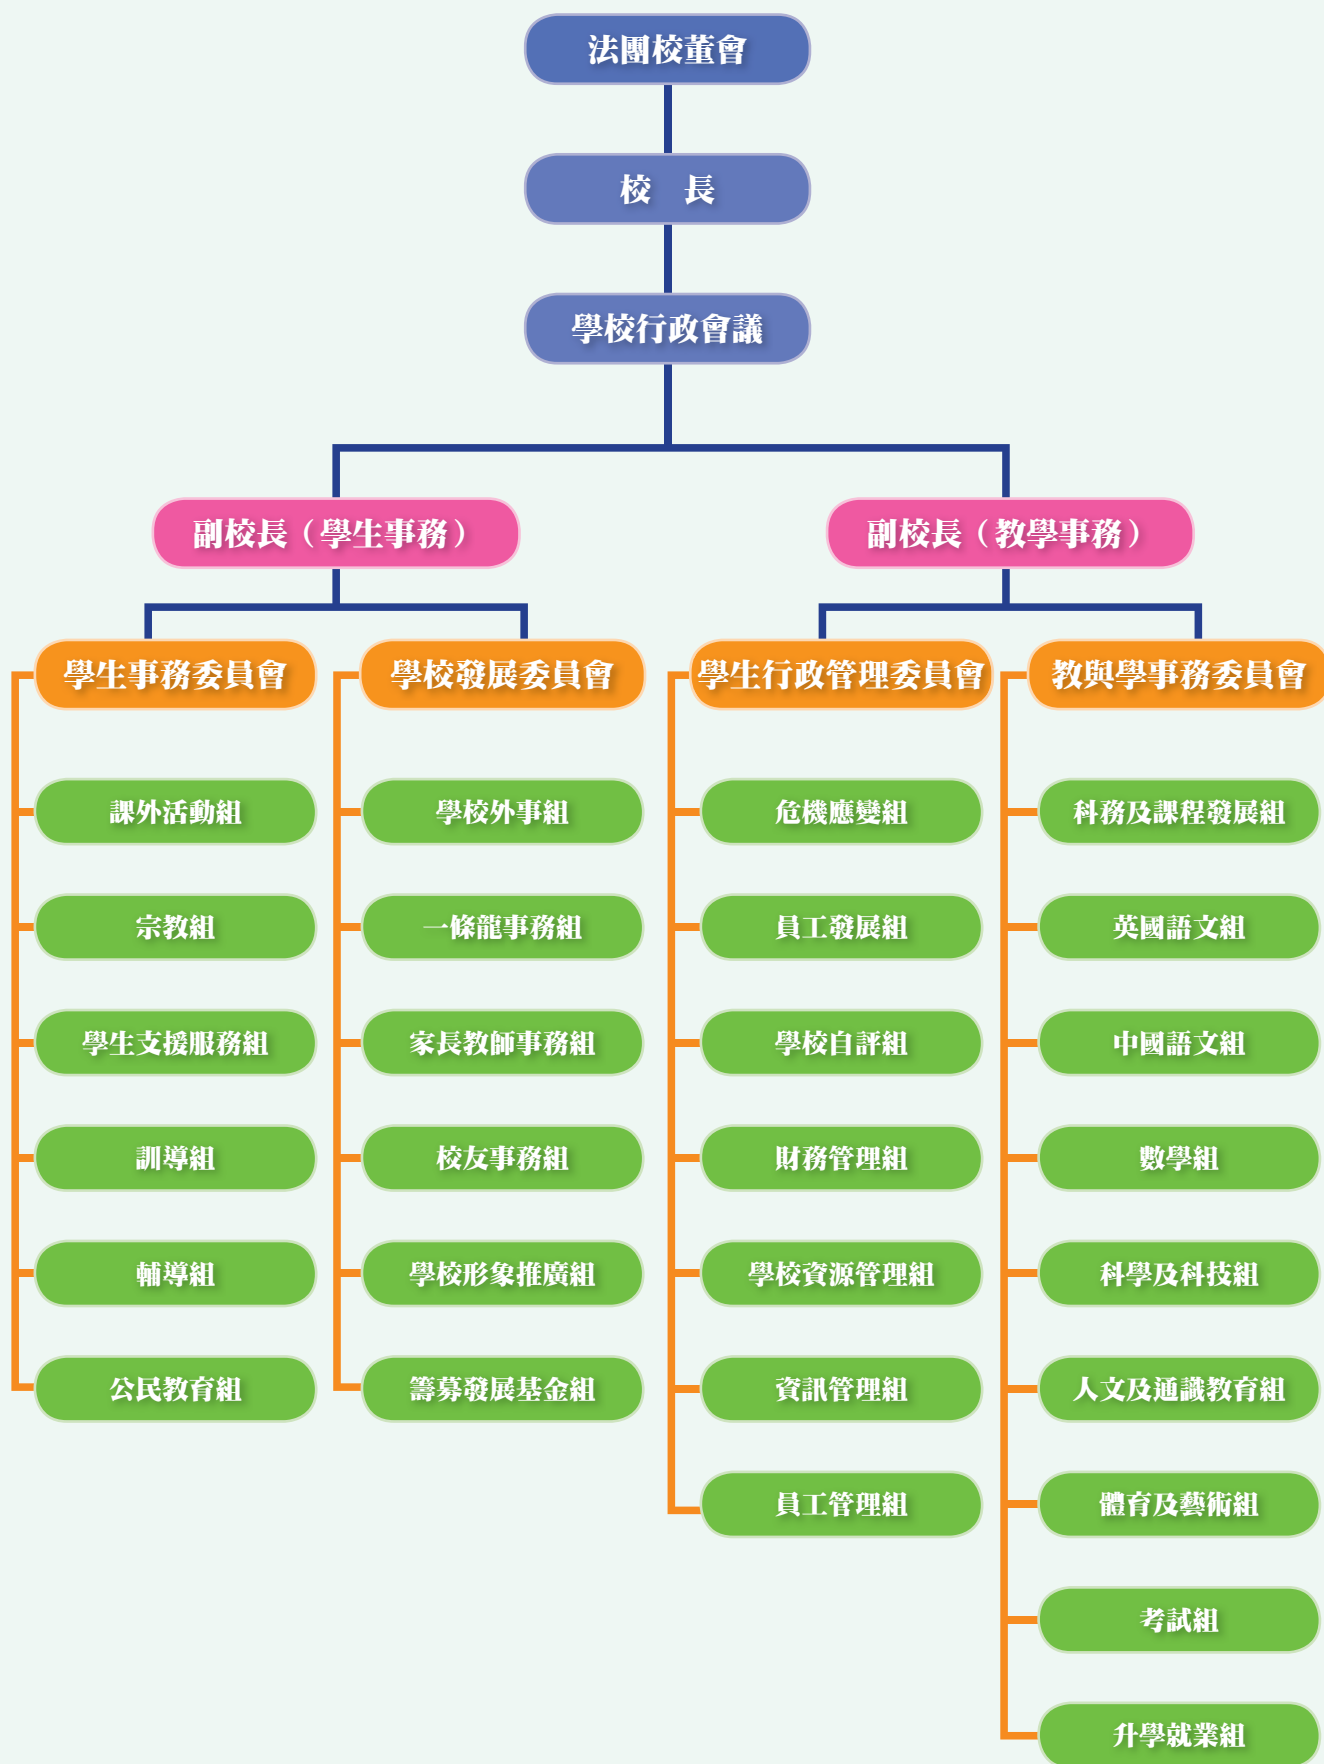 法團校董會
校　長
學校行政會議
副校長（學生事務）
副校長（教學事務）
學生事務委員會
學校發展委員會
學生行政管理委員會
教與學事務委員會
課外活動組
學校外事組
危機應變組
科務及課程發展組
宗教組
一條龍事務組
員工發展組
英國語文組
學生支援服務組
家長教師事務組
學校自評組
中國語文組
訓導組
校友事務組
財務管理組
數學組
輔導組
學校形象推廣組
學校資源管理組
科學及科技組
公民教育組
籌募發展基金組
資訊管理組
人文及通識教育組
員工管理組
體育及藝術組
考試組
升學就業組